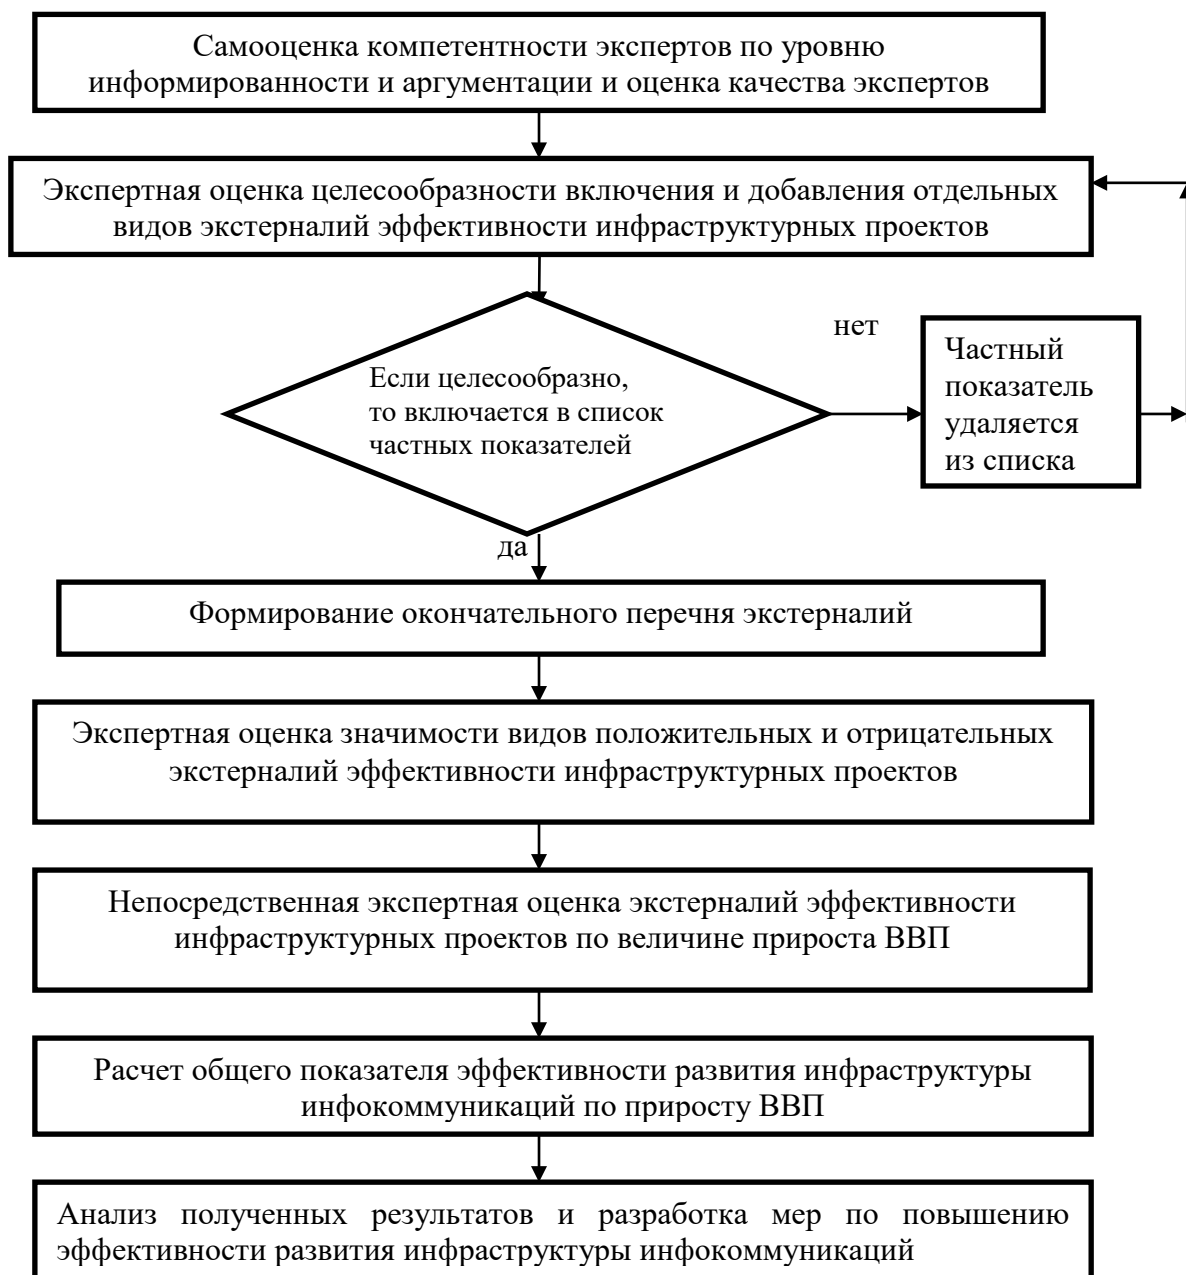 Самооценка компетентности экспертов по уровню
информированности и аргументации и оценка качества экспертов
Экспертная оценка целесообразности включения и добавления отдельных
видов экстерналий эффективности инфраструктурных проектов
нет
Если целесообразно,
то включается в список
частных показателей
Частный
показатель
удаляется
из списка
да
Формирование окончательного перечня экстерналий
Экспертная оценка значимости видов положительных и отрицательных
экстерналий эффективности инфраструктурных проектов
Непосредственная экспертная оценка экстерналий эффективности
инфраструктурных проектов по величине прироста ВВП
Расчет общего показателя эффективности развития инфраструктуры
инфокоммуникаций по приросту ВВП
Анализ полученных результатов и разработка мер по повышению
эффективности развития инфраструктуры инфокоммуникаций